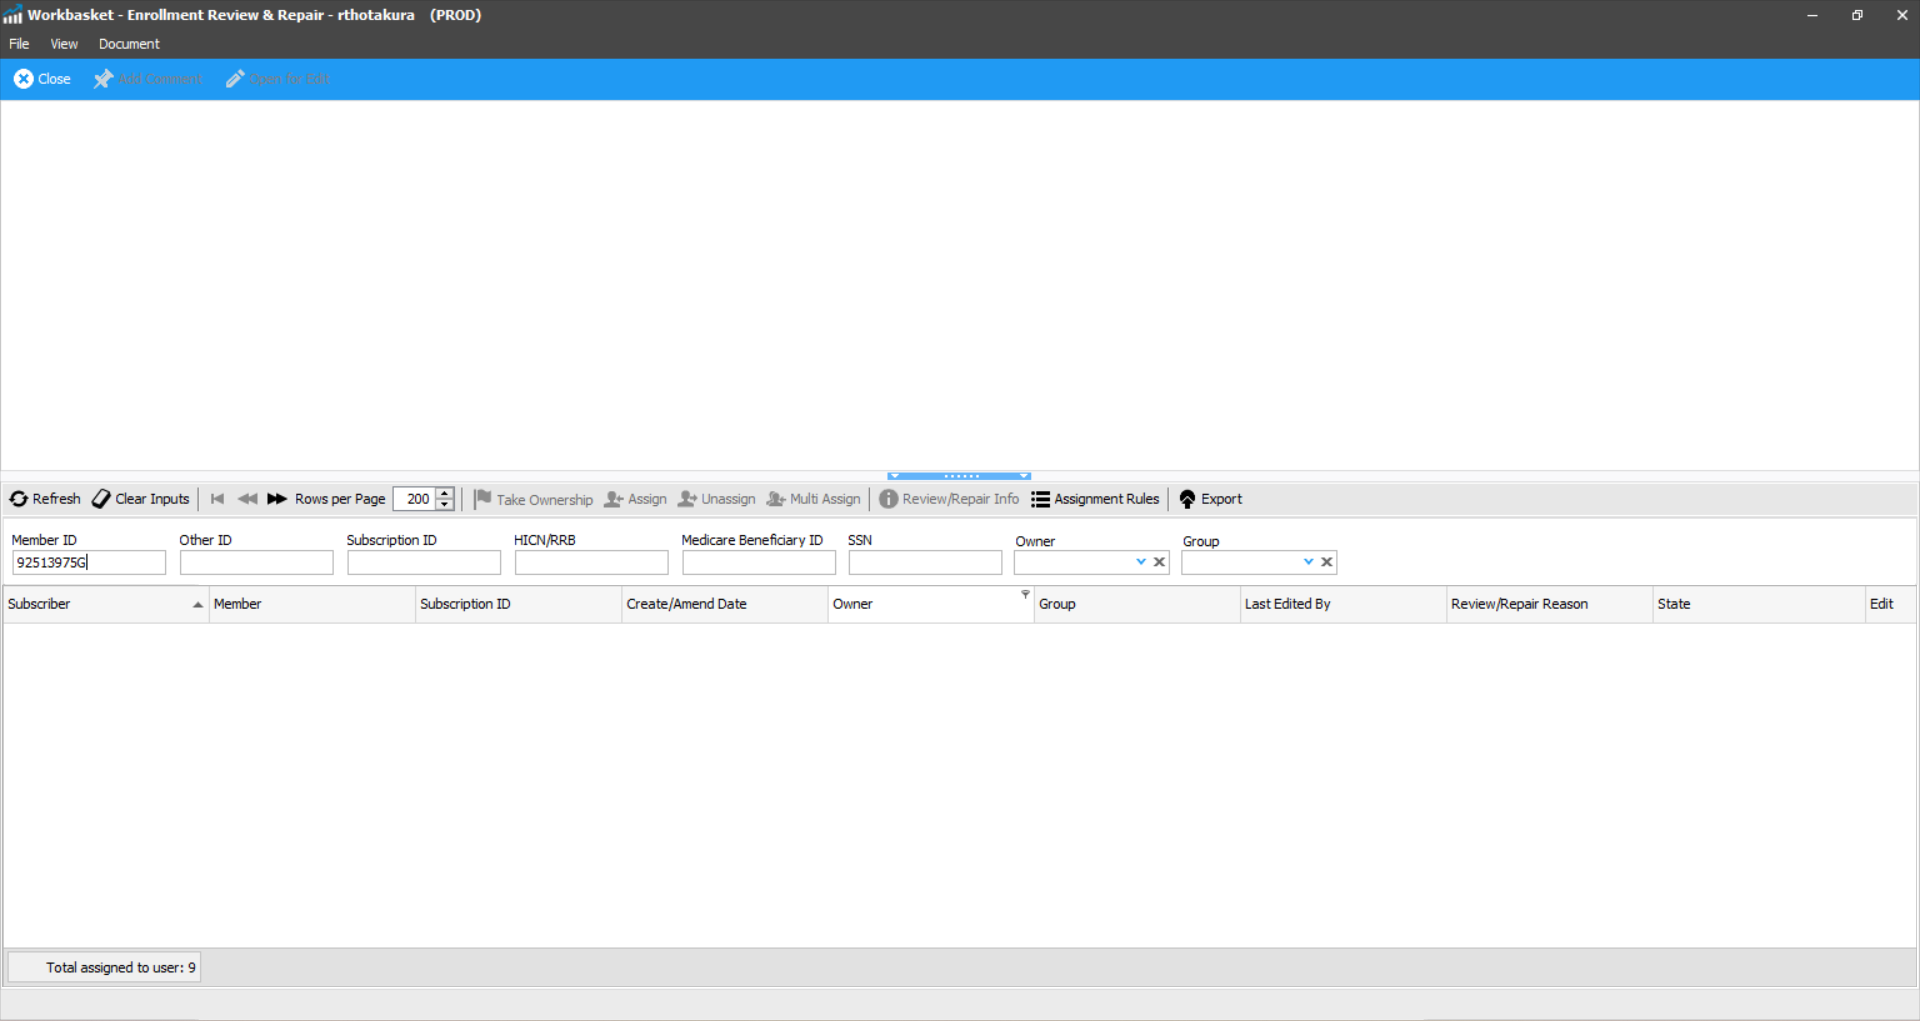 Workbasket - Enrollment Review & Repair - rthotakura (PROD)
File View Document
Close Add Comment Open for Edit
Refresh Clear Inputs Rows per Page 200 Take Ownership Assign Unassign Multi Assign Review/Repair Info Assignment Rules Export
Member ID Other ID Subscription ID HICN/RRB Medicare Beneficiary ID SSN Owner Group
92513975G
Subscriber Member Subscription ID Create/Amend Date Owner Group Last Edited By Review/Repair Reason State Edit
Total assigned to user: 9